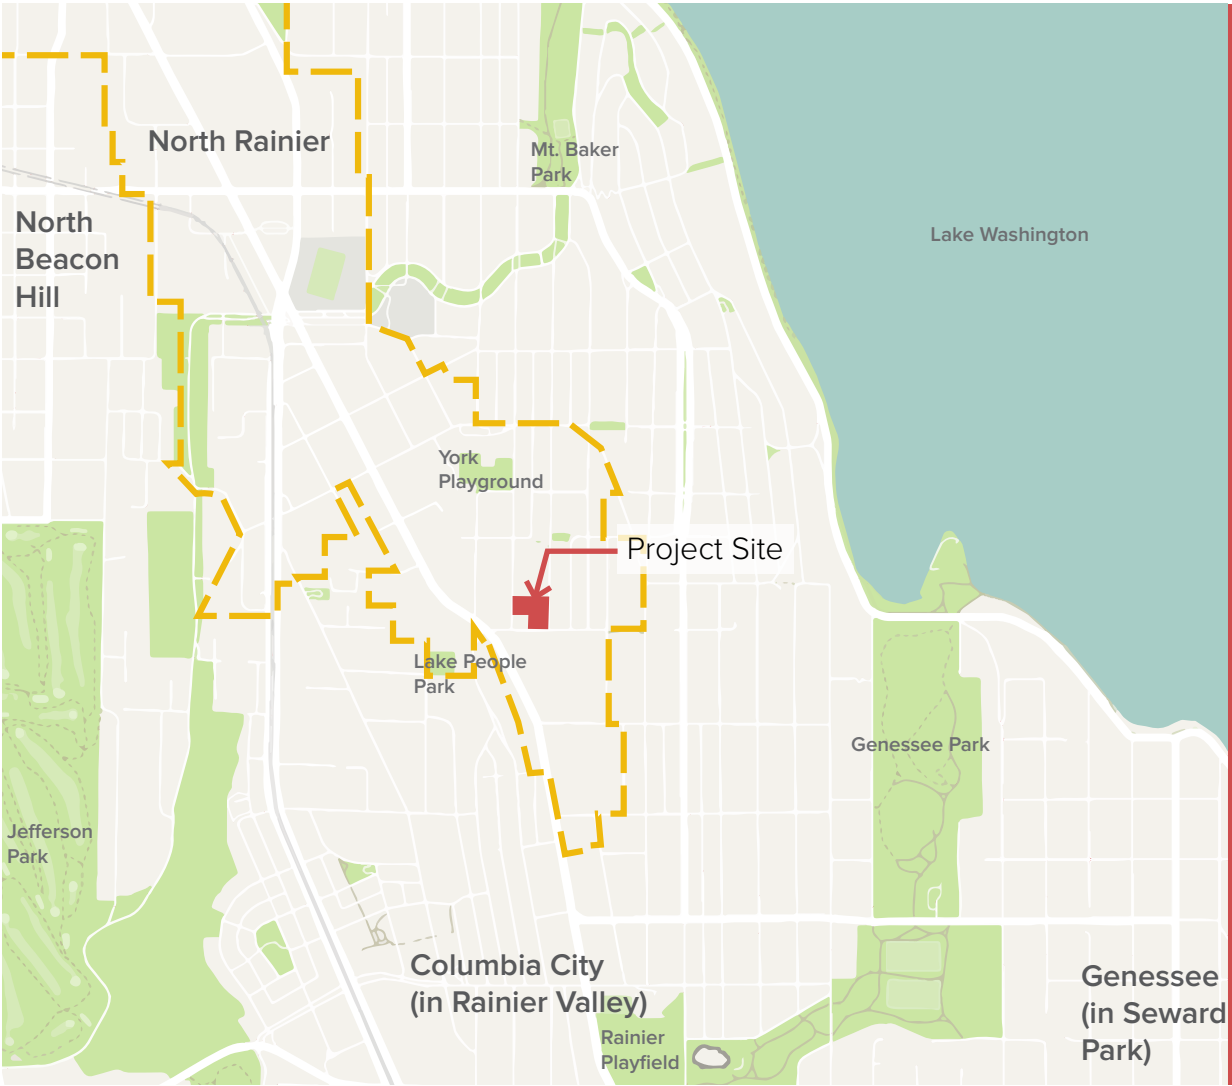 North Rainier
Mt. Baker
Park
North
Beacon
Hill
Lake Washington
York
Playground
Project Site
Lake People
Park
Genessee Park
Jefferson
Park
Columbia City
(in Rainier Valley)
Genessee
(in Seward
Park)
Rainier
Playfield